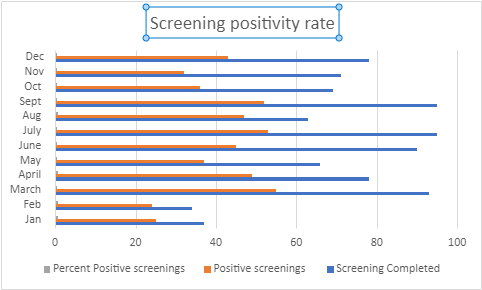 Screening positivity rate
Dec
Nov
Oct
Sept
Aug
July
June
May
April
March
Feb
Jan
0 20 40 60 80 100
Percent Positive screenings Positive screenings Screening Completed